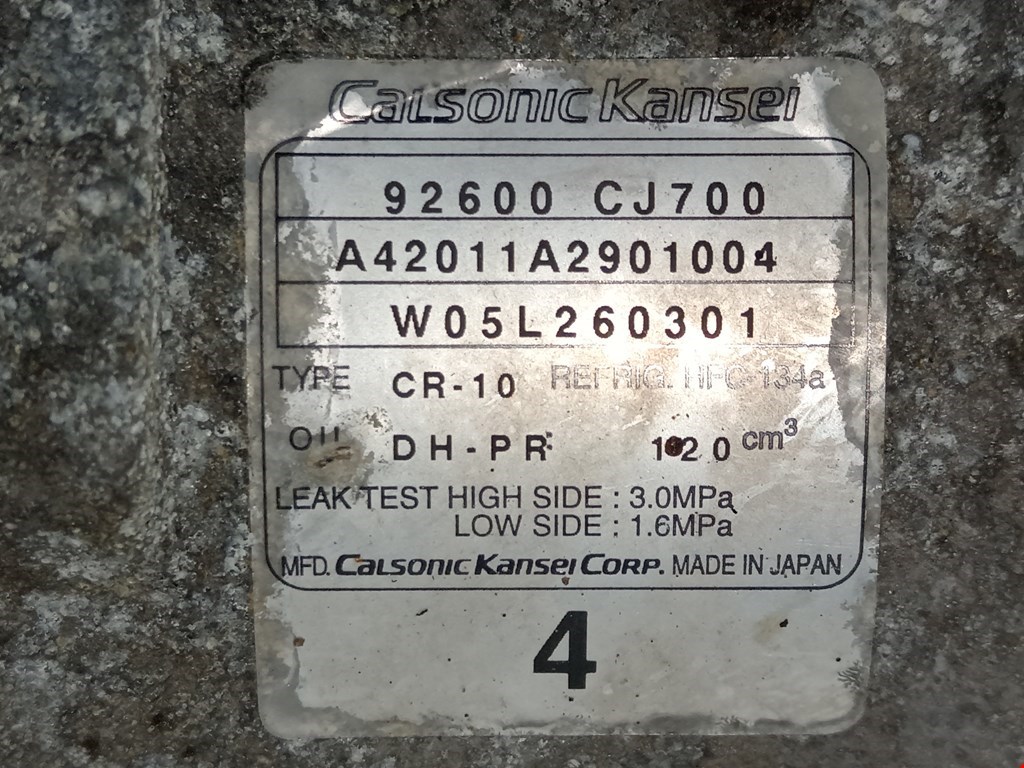 Calsonic Kansei
92600 CJ700
A42011A2901004
W05L260301
TYPE CR-10 REFRIG. HFC-134a
OIL DH-PR 120 cm³
LEAK TEST HIGH SIDE : 3.0MPa
LOW SIDE : 1.6MPa
MFD. Calsonic Kansei Corp. MADE IN JAPAN
4